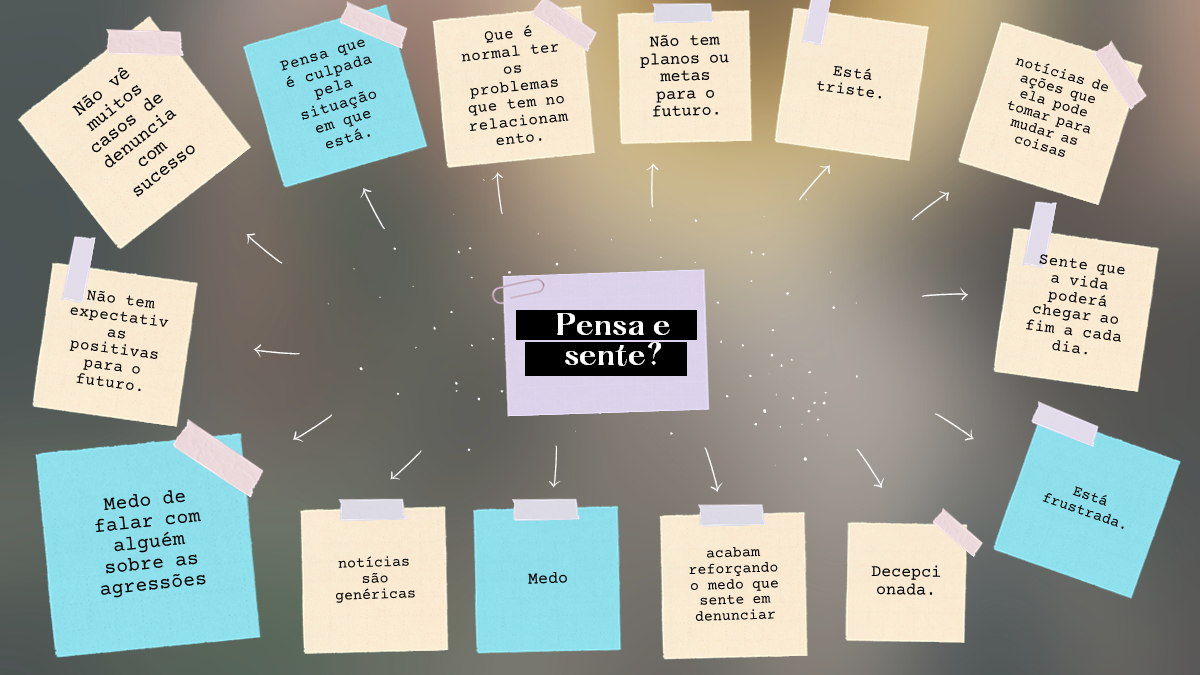 Não vê
muitos
casos de
denuncia
com
sucesso
Pensa que
é culpada
pela
situação
em que
está.
Que é
normal ter
os
problemas
que tem no
relacionam
ento.
Não tem
planos ou
metas
para o
futuro.
Está
triste.
notícias de
ações que
ela pode
tomar para
mudar as
coisas
Não tem
expectativ
as
positivas
para o
futuro.
Pensa e
sente?
Sente que
a vida
poderá
chegar ao
fim a cada
dia.
Medo de
falar com
alguém
sobre as
agressões
notícias
são
genéricas
Medo
acabam
reforçando
o medo que
sente em
denunciar
Decepci
onada.
Está
frustrada.